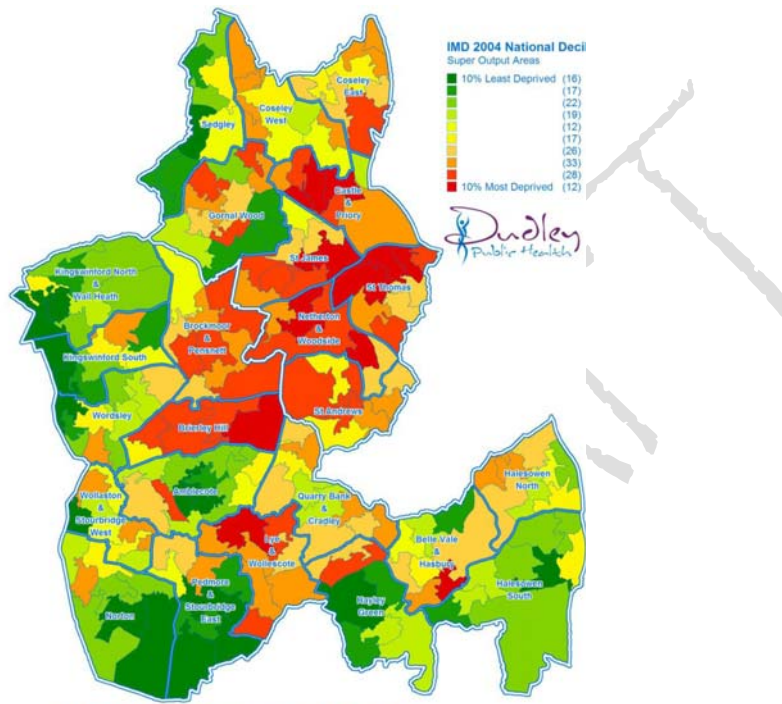 IMD 2004 National Deci
Super Output Areas
10% Least Deprived (16)
(17)
(22)
(19)
(12)
(17)
(26)
(33)
(28)
10% Most Deprived (12)
Dudley
Public Health
Coseley
East
Coseley
West
Sedgley
Castle
&
Priory
Gornal Wood
St James
Kingswinford North
&
Wall Heath
St Thomas
Netherton
&
Woodside
Brockmoor
&
Pensnett
Kingswinford South
Wordsley
St Andrews
Brierley Hill
Halesowen
North
Amblecote
Quarty Bank
&
Cradley
Wollaston
&
Stourbridge
West
Lye
&
Wollescote
Belle Vale
&
Hasbury
Pedmore
&
Stourbridge
East
Halesowen
South
Hayley
Green
Norton